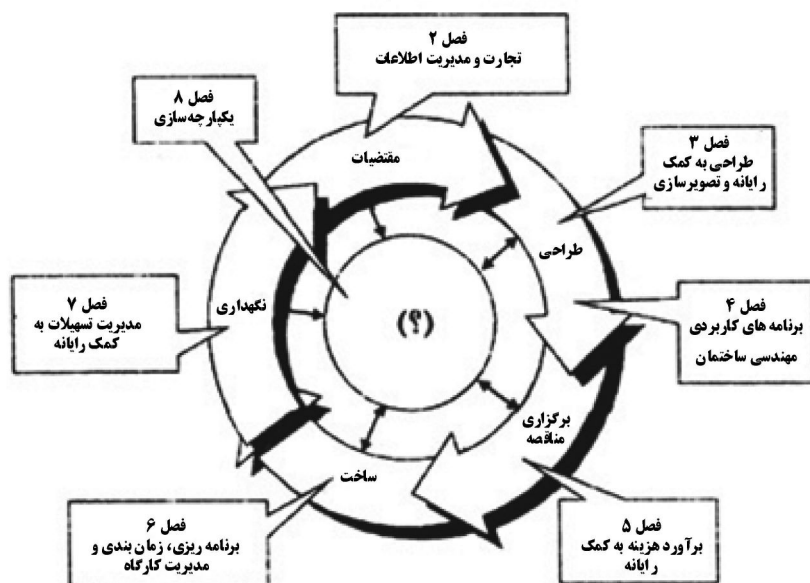 فصل ۲
تجارت و مدیریت اطلاعات
فصل ۸
یکپارچه‌سازی
مقتضیات
فصل ۳
طراحی به کمک
رایانه و تصویرسازی
طراحی
فصل ۴
برنامه های کاربردی
مهندسی ساختمان
(؟)
نگهداری
فصل ۷
مدیریت تسهیلات به
کمک رایانه
برگزاری
مناقصه
ساخت
فصل ۵
برآورد هزینه به کمک
رایانه
فصل ۶
برنامه ریزی، زمان بندی و
مدیریت کارگاه